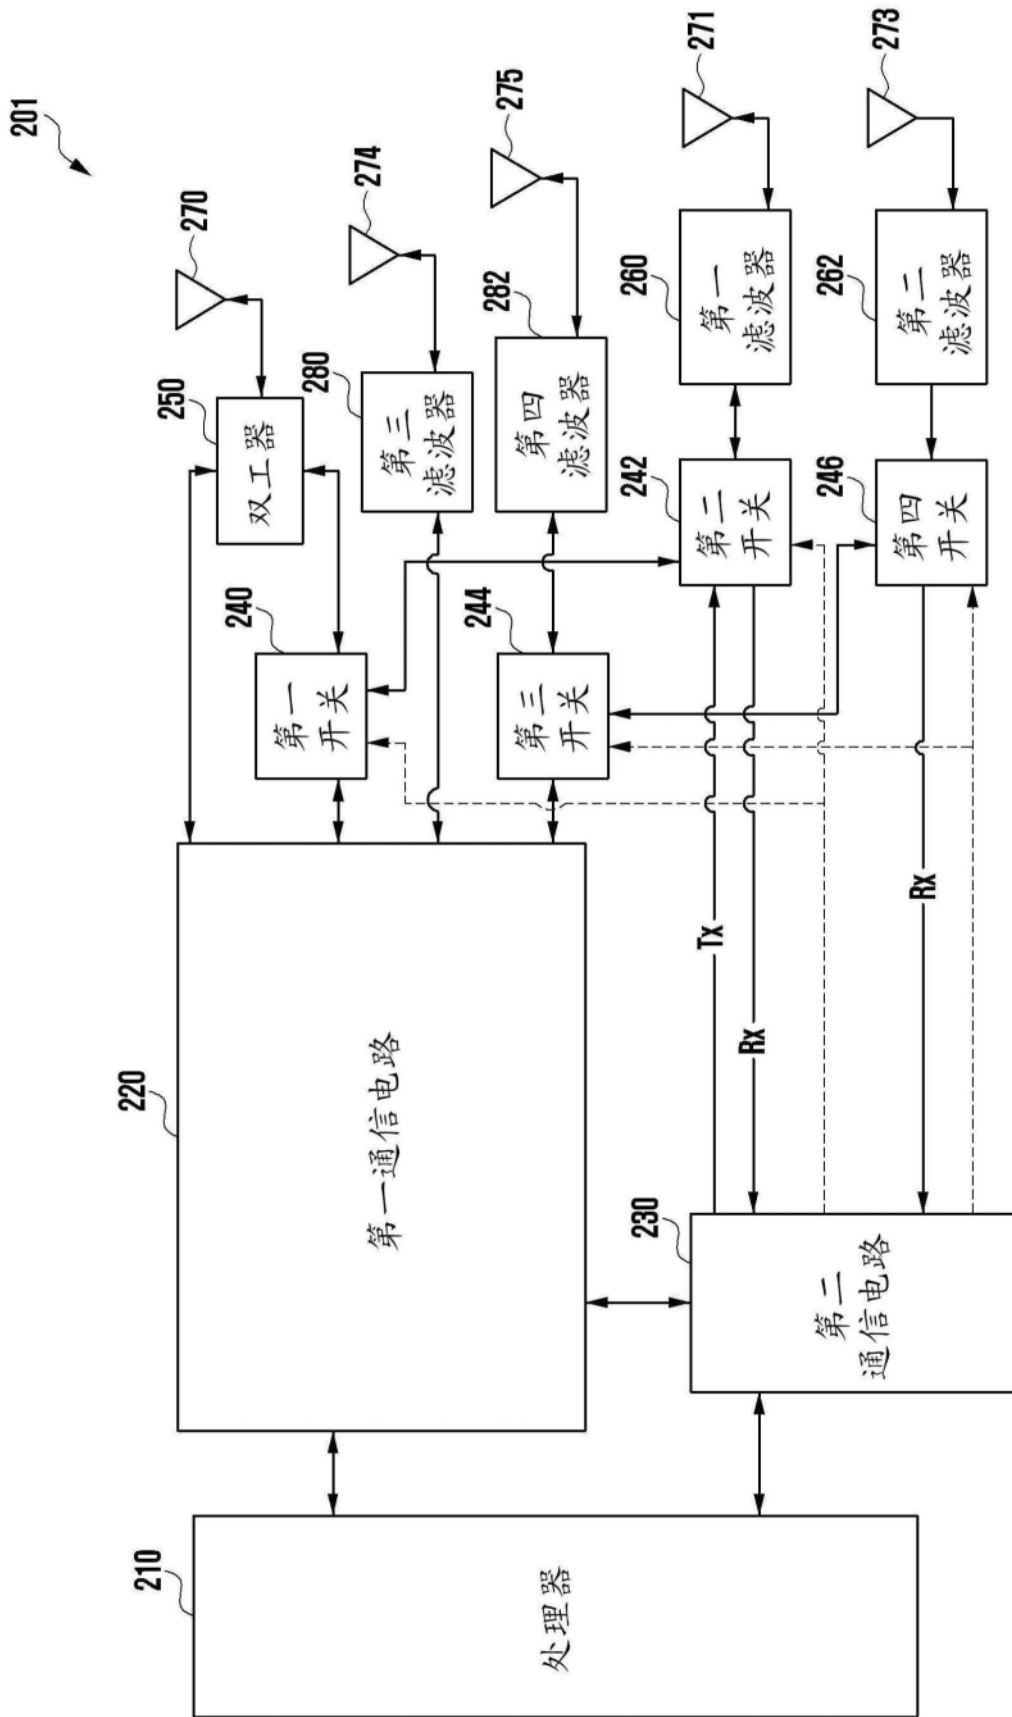 201
210
处理器
220
第一通信电路
230
第二
通信电路
Tx
Rx
Rx
240
第一
开关
244
第三
开关
242
第二
开关
246
第四
开关
250
双工器
280
第三
滤波器
282
第四
滤波器
260
第一
滤波器
262
第二
滤波器
270
274
275
271
273